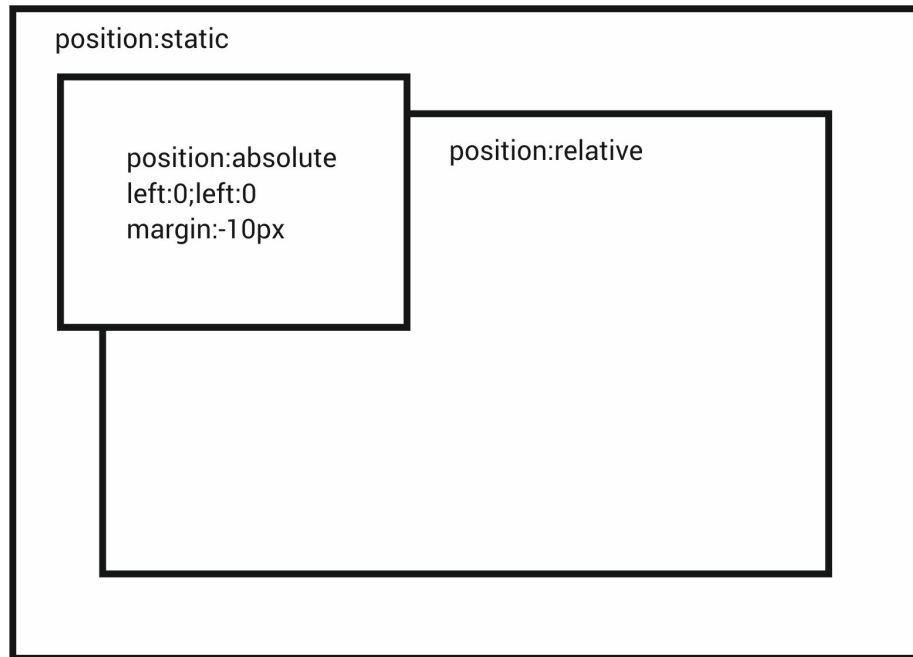 position:static
position:absolute
left:0;left:0
margin:-10px
position:relative